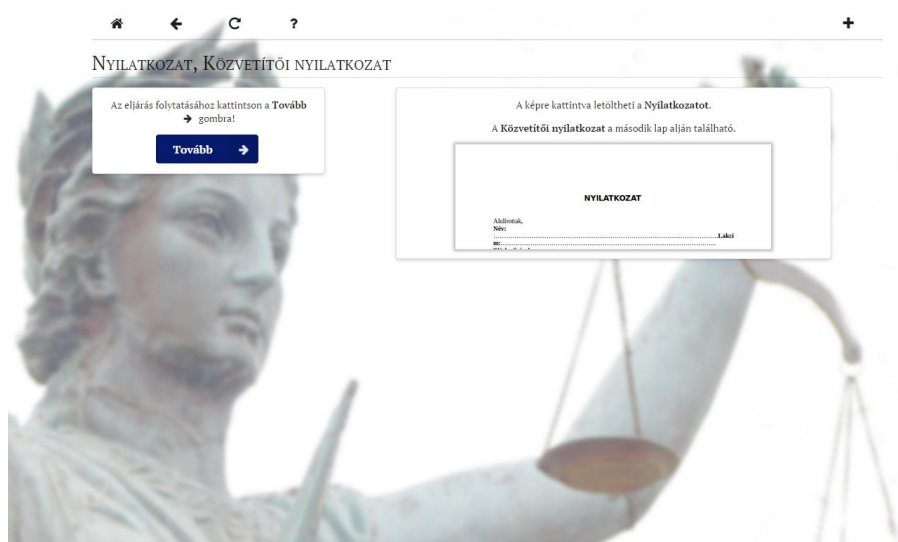 ?
+
Nyilatkozat, Közvetítői nyilatkozat
Az eljárás folytatásához kattintson a Tovább
gombra!
Tovább
A képre kattintva letöltheti a Nyilatkozatot.
A Közvetítői nyilatkozat a második lap alján található.
NYILATKOZAT
Alulírottak,
Név:
Lakcí
m: